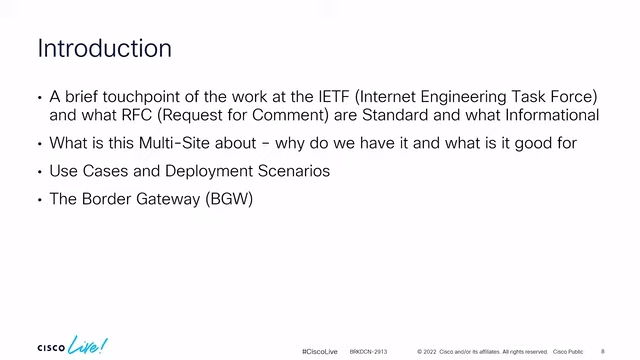 Introduction
• A brief touchpoint of the work at the IETF (Internet Engineering Task Force)
and what RFC (Request for Comment) are Standard and what Informational
• What is this Multi-Site about – why do we have it and what is it good for
• Use Cases and Deployment Scenarios
• The Border Gateway (BGW)
CISCO Live!
#CiscoLive
BRKDCN-2913
© 2022 Cisco and/or its affiliates. All rights reserved. Cisco Public
8